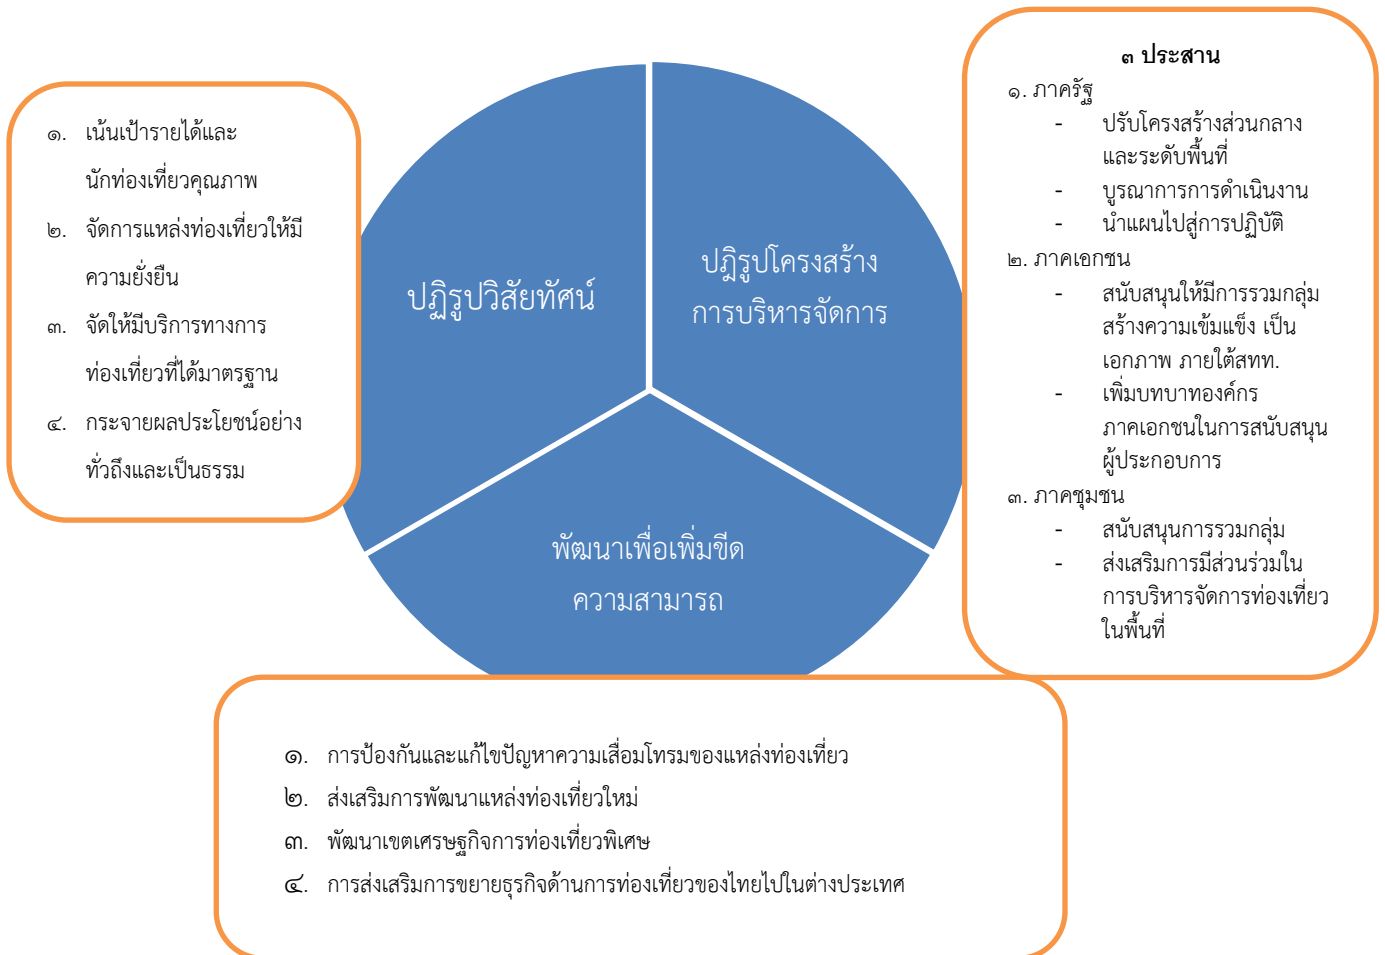 ๑. เน้นเป้ารายได้และ
นักท่องเที่ยวคุณภาพ
๒. จัดการแหล่งท่องเที่ยวให้มี
ความยั่งยืน
๓. จัดให้มีบริการทางการ
ท่องเที่ยวที่ได้มาตรฐาน
๔. กระจายผลประโยชน์อย่าง
ทั่วถึงและเป็นธรรม
ปฏิรูปวิสัยทัศน์
ปฎิรูปโครงสร้าง
การบริหารจัดการ
พัฒนาเพื่อเพิ่มขีด
ความสามารถ
๓ ประสาน
๑. ภาครัฐ
- ปรับโครงสร้างส่วนกลาง
และระดับพื้นที่
- บูรณาการการดำเนินงาน
- นำแผนไปสู่การปฏิบัติ
๒. ภาคเอกชน
- สนับสนุนให้มีการรวมกลุ่ม
สร้างความเข้มแข็ง เป็น
เอกภาพ ภายใต้สทท.
- เพิ่มบทบาทองค์กร
ภาคเอกชนในการสนับสนุน
ผู้ประกอบการ
๓. ภาคชุมชน
- สนับสนุนการรวมกลุ่ม
- ส่งเสริมการมีส่วนร่วมใน
การบริหารจัดการท่องเที่ยว
ในพื้นที่
๑. การป้องกันและแก้ไขปัญหาความเสื่อมโทรมของแหล่งท่องเที่ยว
๒. ส่งเสริมการพัฒนาแหล่งท่องเที่ยวใหม่
๓. พัฒนาเขตเศรษฐกิจการท่องเที่ยวพิเศษ
๔. การส่งเสริมการขยายธุรกิจด้านการท่องเที่ยวของไทยไปในต่างประเทศ